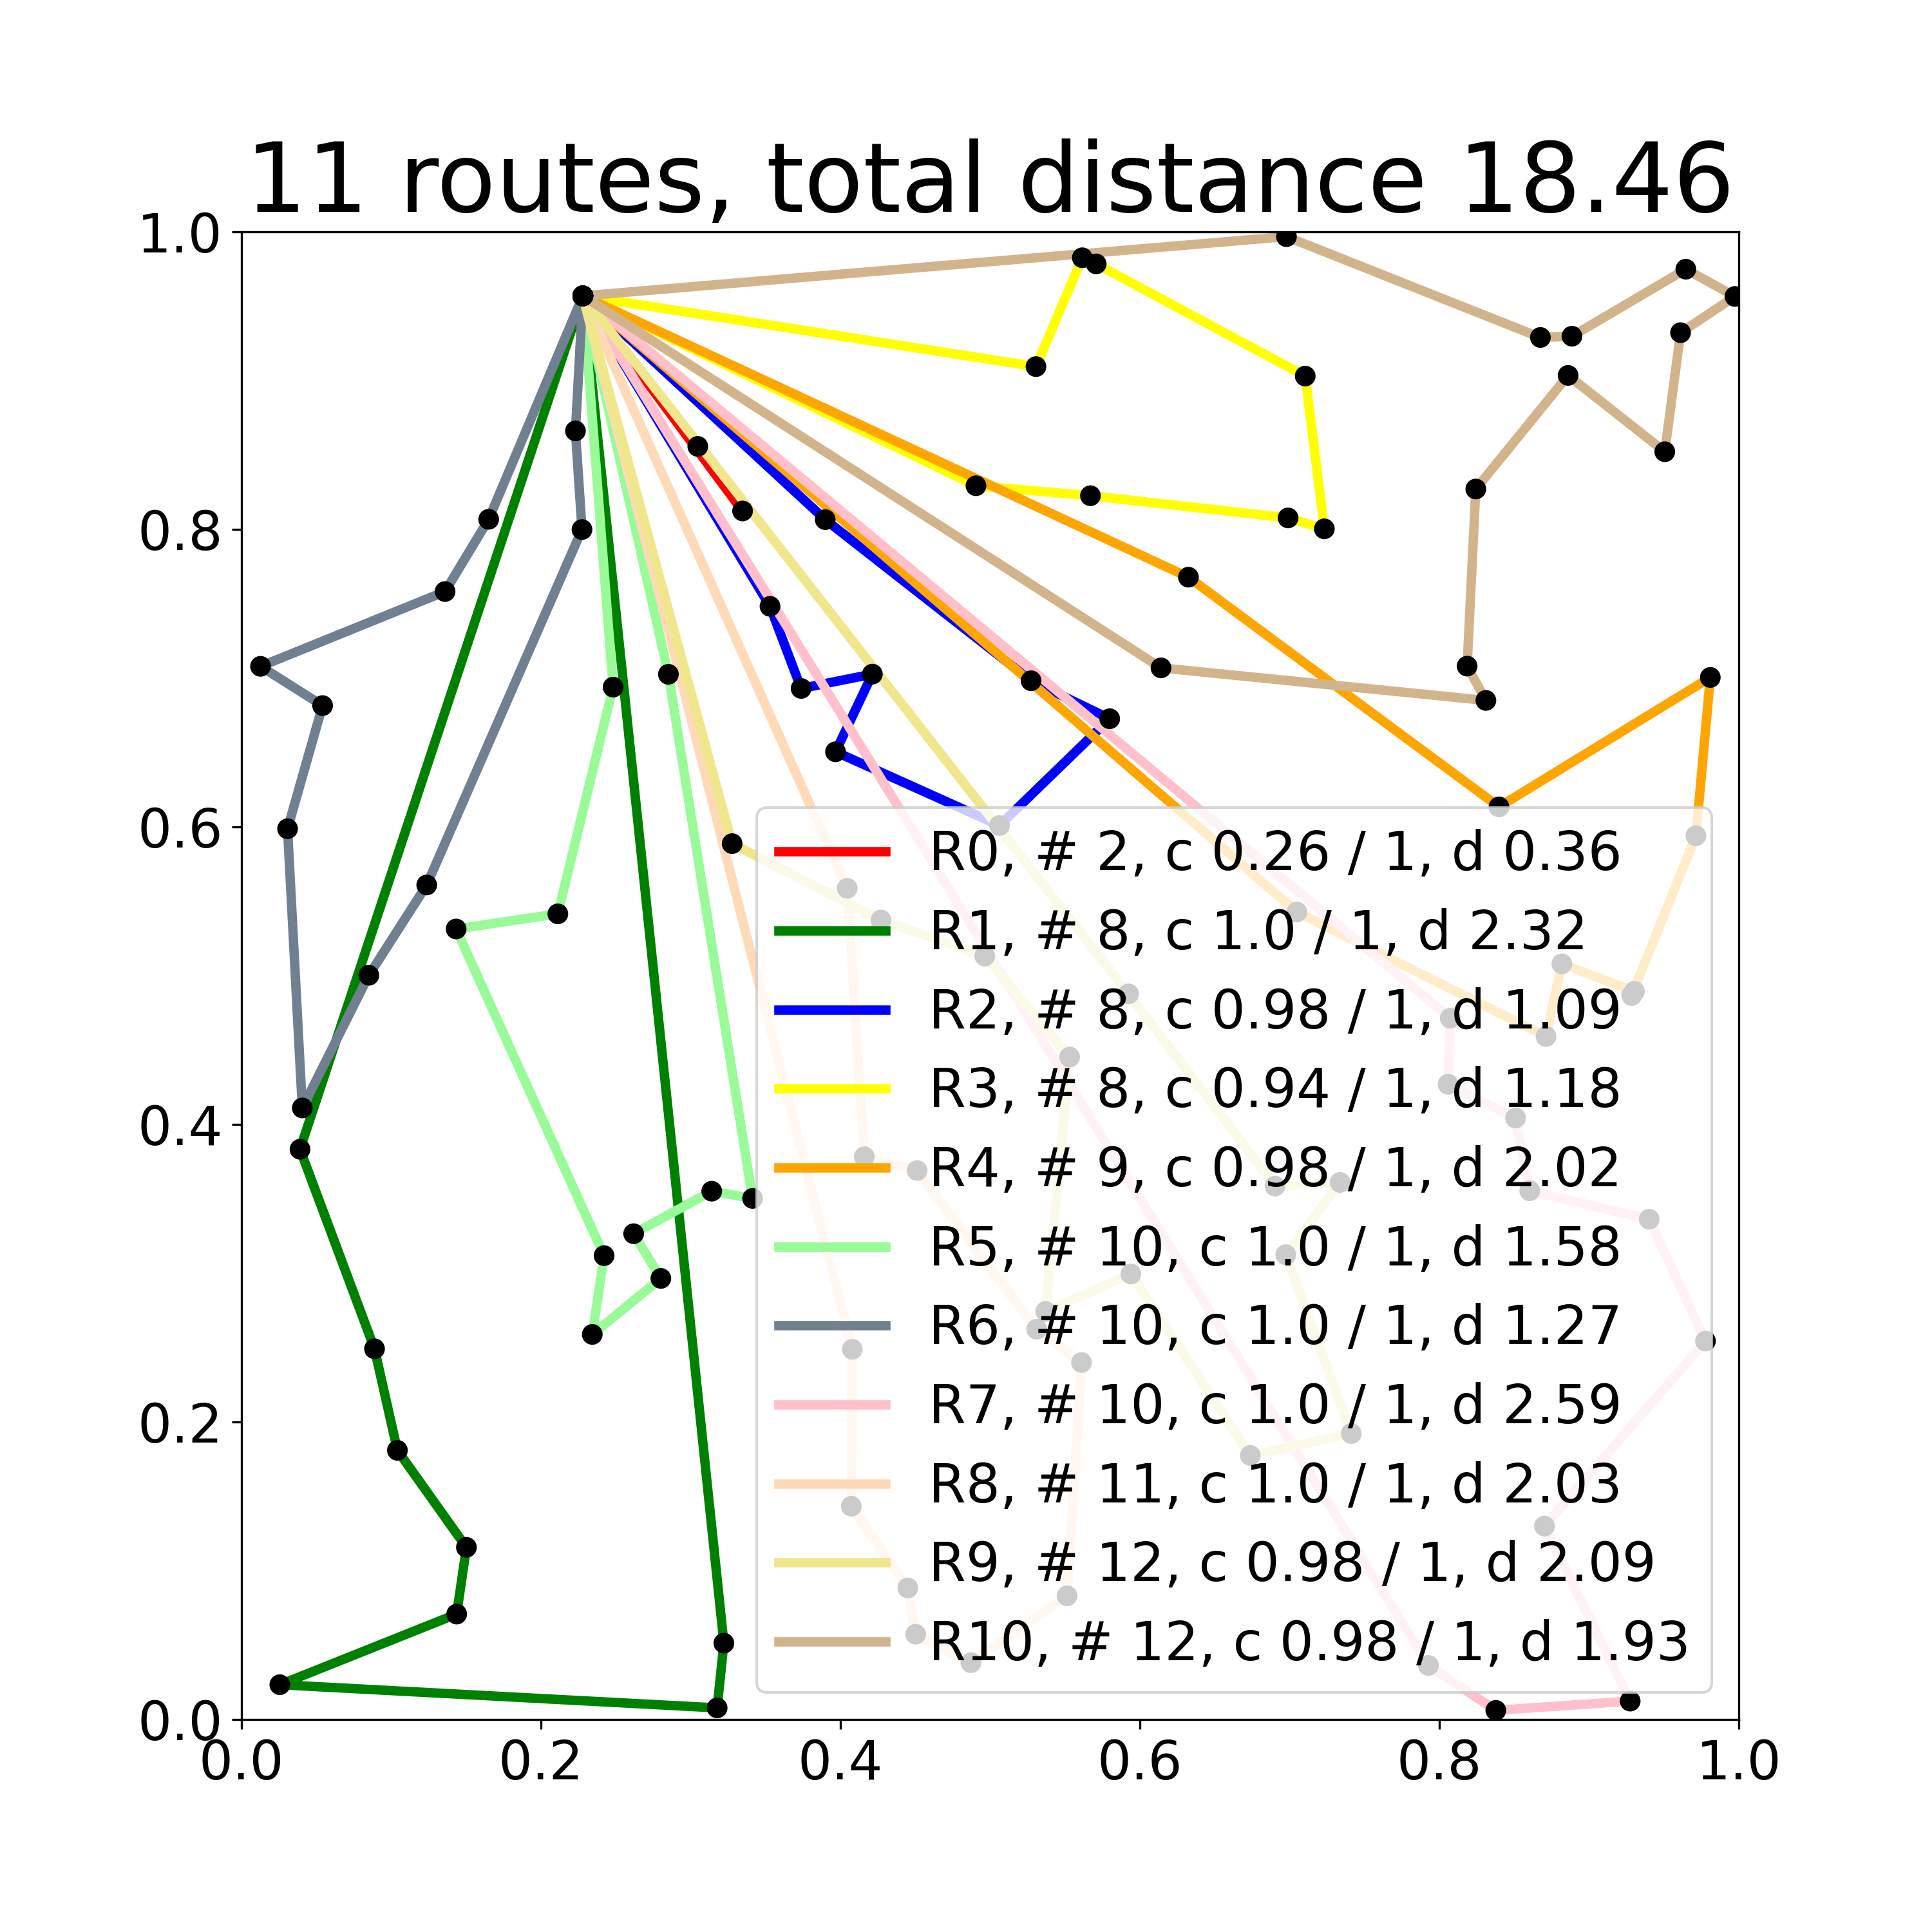 11 routes, total distance 18.46
1.0
0.8
0.6
0.4
0.2
0.0
0.0 0.2 0.4 0.6 0.8 1.0
R0, # 2, c 0.26 / 1, d 0.36
R1, # 8, c 1.0 / 1, d 2.32
R2, # 8, c 0.98 / 1, d 1.09
R3, # 8, c 0.94 / 1, d 1.18
R4, # 9, c 0.98 / 1, d 2.02
R5, # 10, c 1.0 / 1, d 1.58
R6, # 10, c 1.0 / 1, d 1.27
R7, # 10, c 1.0 / 1, d 2.59
R8, # 11, c 1.0 / 1, d 2.03
R9, # 12, c 0.98 / 1, d 2.09
R10, # 12, c 0.98 / 1, d 1.93